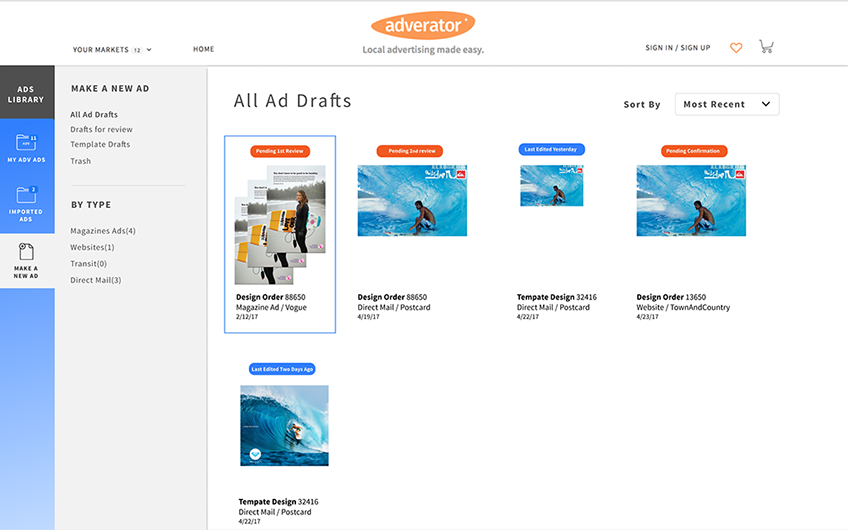 adverator
Local advertising made easy.
YOUR MARKETS 12
HOME
SIGN IN / SIGN UP
ADS
LIBRARY
11
MY ADV ADS
2
IMPORTED
ADS
MAKE A
NEW AD
MAKE A NEW AD
All Ad Drafts
Drafts for review
Template Drafts
Trash
BY TYPE
Magazines Ads(4)
Websites(1)
Transit(0)
Direct Mail(3)
All Ad Drafts
Sort By
Most Recent
Pending 1st Review
Design Order 88650
Magazine Ad / Vogue
2/12/17
Pending 2nd review
Design Order 88650
Direct Mail / Postcard
4/19/17
Last Edited Yesterday
Tempate Design 32416
Direct Mail / Postcard
4/22/17
Pending Confirmation
Design Order 13650
Website / TownAndCountry
4/23/17
Last Edited Two Days Ago
Tempate Design 32416
Direct Mail / Postcard
4/22/17